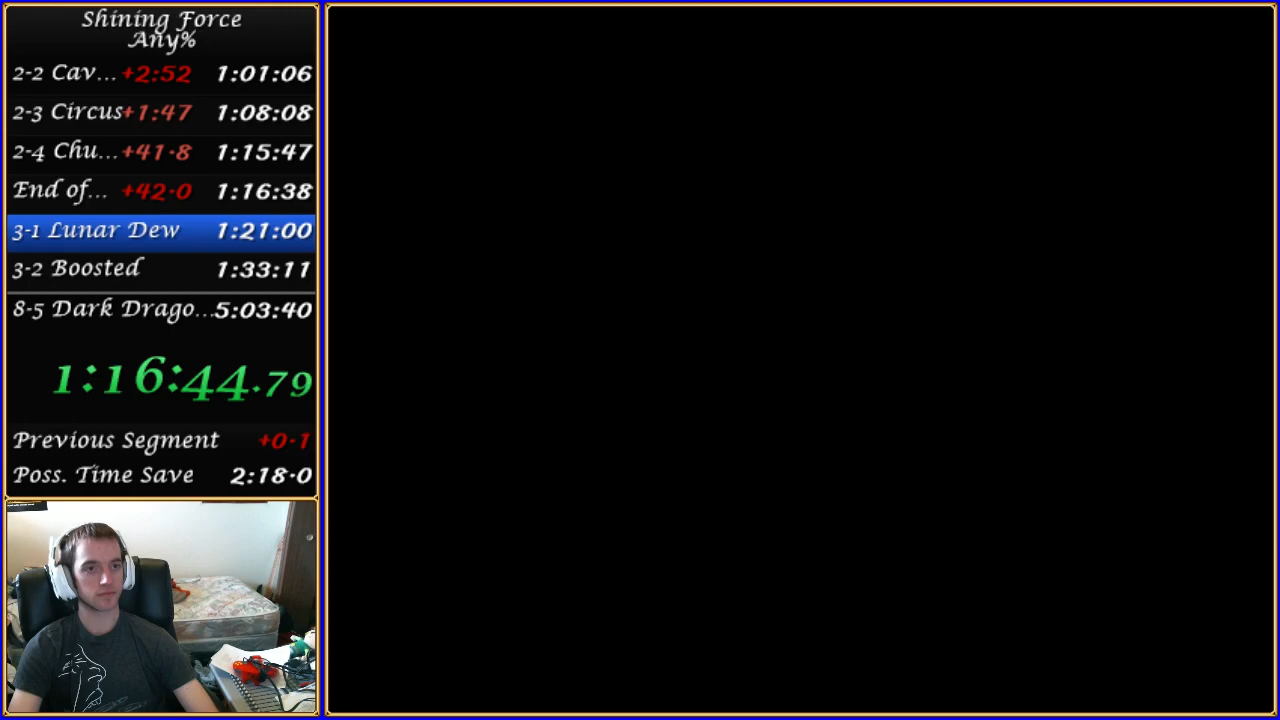 Shining Force
Any%
2-2 Cav... +2:52 1:01:06
2-3 Circus +1:47 1:08:08
2-4 Chu... +41.8 1:15:47
End of... +42.0 1:16:38
3-1 Lunar Dew 1:21:00
3-2 Boosted 1:33:11
8-5 Dark Drago... 5:03:40
1:16:44.79
Previous Segment +0.1
Poss. Time Save 2:18.0